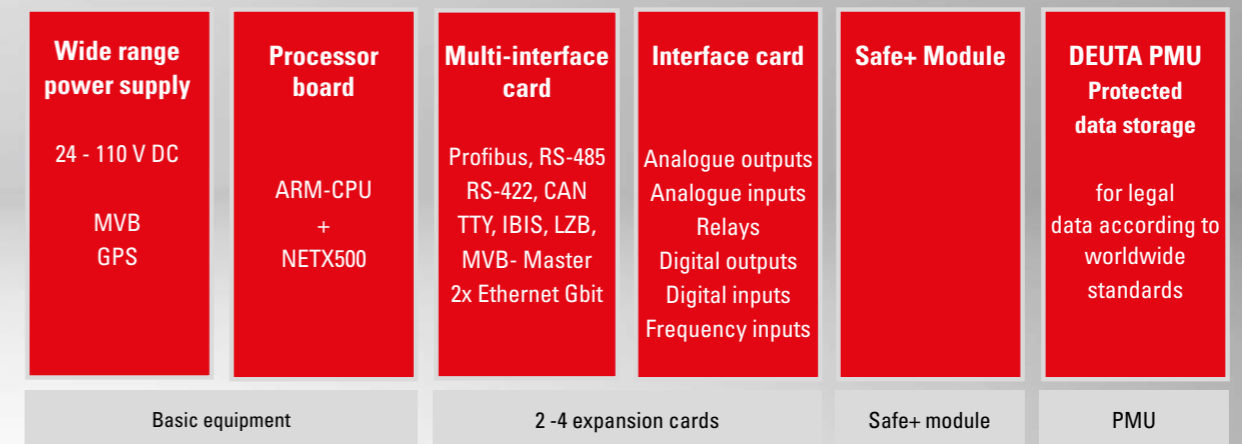 Wide range
power supply
24 - 110 V DC
MVB
GPS
Processor
board
ARM-CPU
+
NETX500
Multi-interface
card
Profibus, RS-485
RS-422, CAN
TTY, IBIS, LZB,
MVB- Master
2x Ethernet Gbit
Interface card
Analogue outputs
Analogue inputs
Relays
Digital outputs
Digital inputs
Frequency inputs
Safe+ Module
DEUTA PMU
Protected
data storage
for legal
data according to
worldwide
standards
Basic equipment
2 -4 expansion cards
Safe+ module
PMU